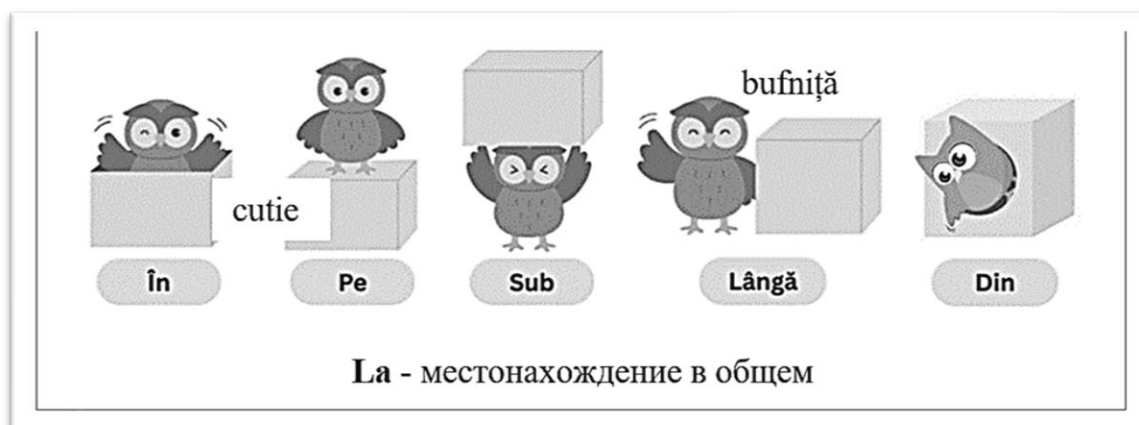 bufniță
cutie
În
Pe
Sub
Lângă
Din
La - местонахождение в общем